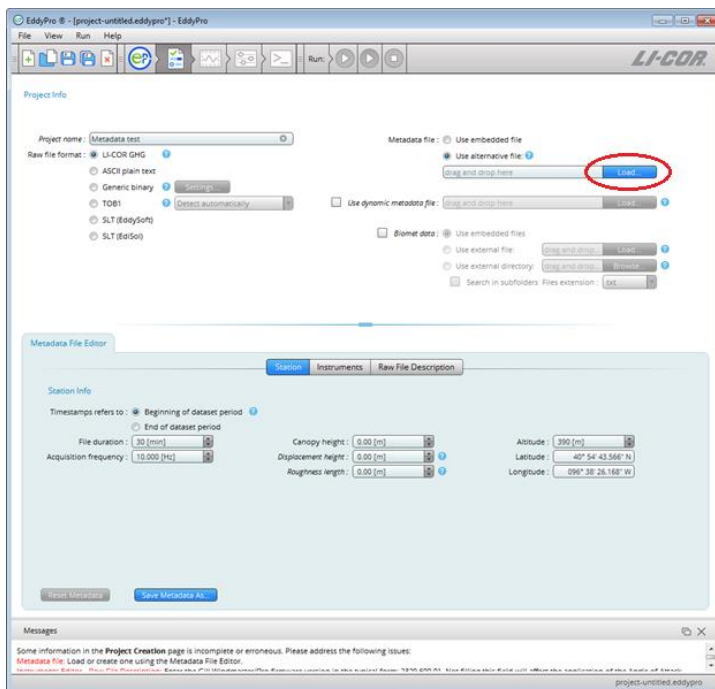 EddyPro ® - [project-untitled.eddypro*] - EddyPro
File View Run Help
ep Run: LI-COR
Project Info
Project name : Metadata test
Raw file format : LI-COR GHG
ASCII plain text
Generic binary Settings...
TOB1 Detect automatically
SLT (EddySoft)
SLT (EdiSol)
Metadata file : Use embedded file
Use alternative file:
drag and drop here Load...
Use dynamic metadata file : drag and drop here Load...
Biomet data : Use embedded files
Use external file: drag and drop... Load...
Use external directory: drag and drop... Browse...
Search in subfolders Files extension : txt
Metadata File Editor
Station Instruments Raw File Description
Station Info
Timestamps refers to : Beginning of dataset period
End of dataset period
File duration : 30 [min] Canopy height : 0.00 [m] Altitude : 390 [m]
Acquisition frequency : 10.000 [Hz] Displacement height : 0.00 [m] Latitude : 40° 54' 43.566" N
Roughness length : 0.00 [m] Longitude : 096° 38' 26.168" W
Reset Metadata Save Metadata As...
Messages
Some information in the Project Creation page is incomplete or erroneous. Please address the following issues:
Metadata file: Load or create one using the Metadata File Editor.
project-untitled.eddypro